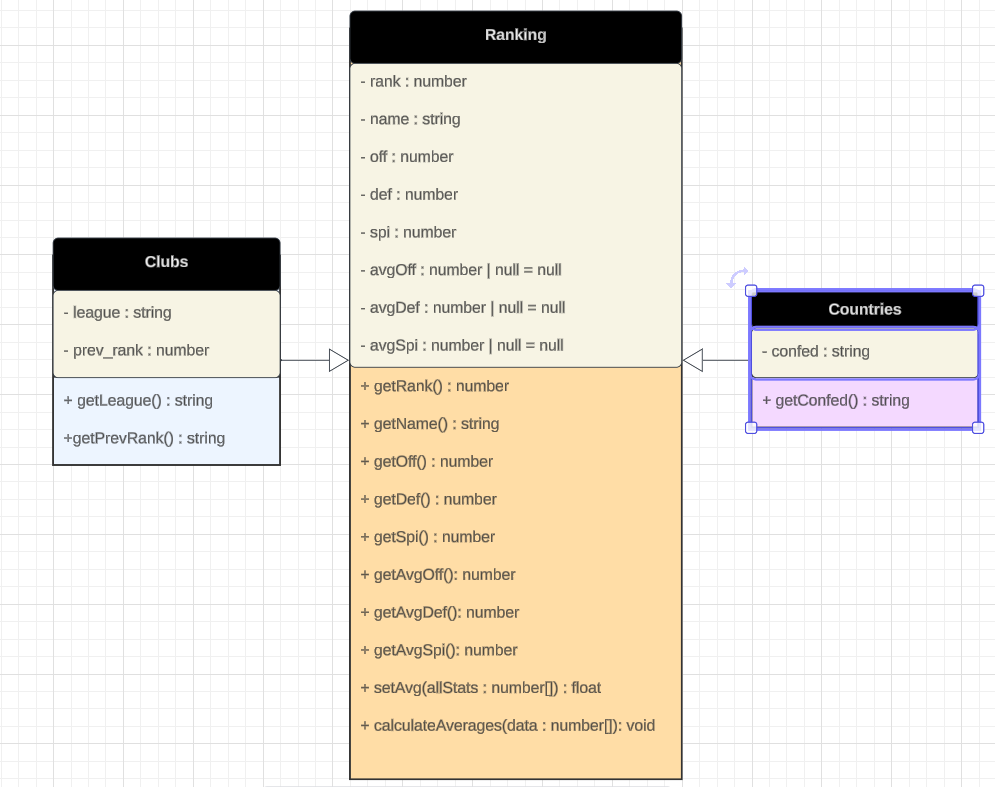 Ranking
- rank : number
- name : string
- off : number
- def : number
- spi : number
- avgOff : number | null = null
- avgDef : number | null = null
- avgSpi : number | null = null
+ getRank() : number
+ getName() : string
+ getOff() : number
+ getDef() : number
+ getSpi() : number
+ getAvgOff(): number
+ getAvgDef(): number
+ getAvgSpi(): number
+ setAvg(allStats : number[]) : float
+ calculateAverages(data : number[]): void
Clubs
- league : string
- prev_rank : number
+ getLeague() : string
+getPrevRank() : string
Countries
- confed : string
+ getConfed() : string